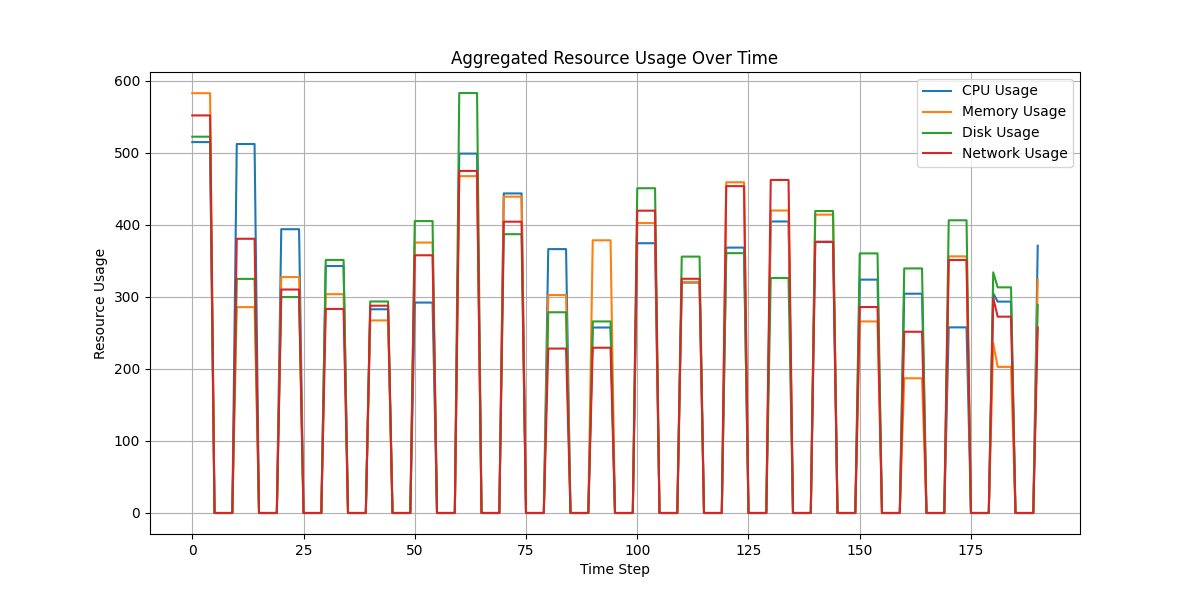 Aggregated Resource Usage Over Time
CPU Usage
Memory Usage
Disk Usage
Network Usage
600
500
400
300
200
100
0
Resource Usage
0 25 50 75 100 125 150 175
Time Step